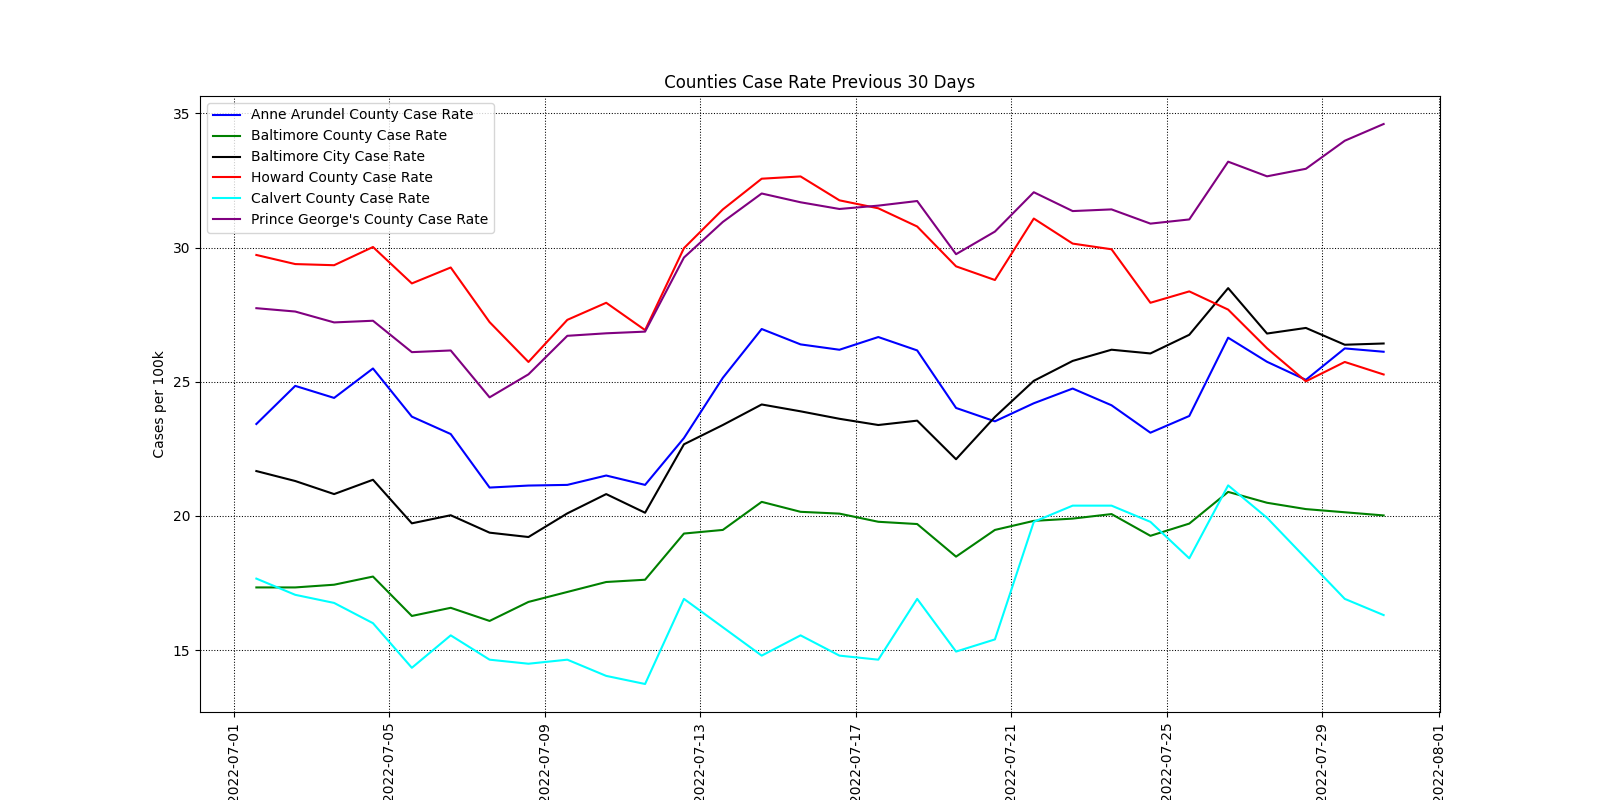 Counties Case Rate Previous 30 Days
Anne Arundel County Case Rate
Baltimore County Case Rate
Baltimore City Case Rate
Howard County Case Rate
Calvert County Case Rate
Prince George's County Case Rate
Cases per 100k
35
30
25
20
15
2022-07-01
2022-07-05
2022-07-09
2022-07-13
2022-07-17
2022-07-21
2022-07-25
2022-07-29
2022-08-01